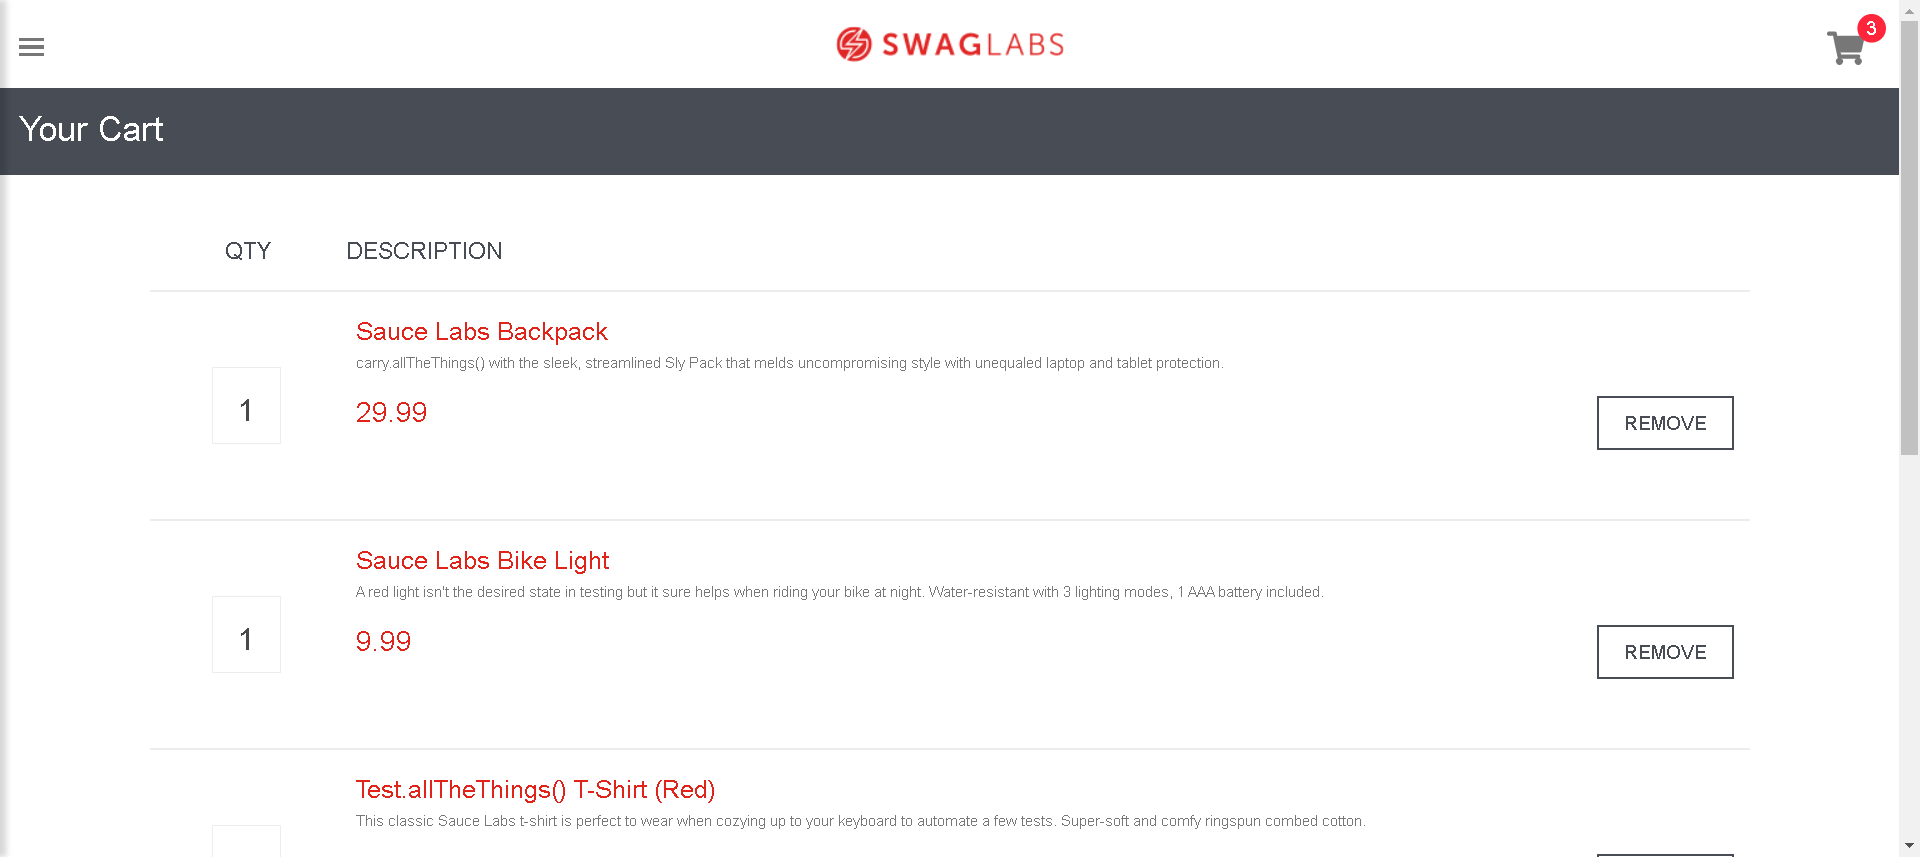 SWAGLABS
3
Your Cart
QTY DESCRIPTION
Sauce Labs Backpack
carry.allTheThings() with the sleek, streamlined Sly Pack that melds uncompromising style with unequaled laptop and tablet protection.
1
29.99
REMOVE
Sauce Labs Bike Light
A red light isn't the desired state in testing but it sure helps when riding your bike at night. Water-resistant with 3 lighting modes, 1 AAA battery included.
1
9.99
REMOVE
Test.allTheThings() T-Shirt (Red)
This classic Sauce Labs t-shirt is perfect to wear when cozying up to your keyboard to automate a few tests. Super-soft and comfy ringspun combed cotton.